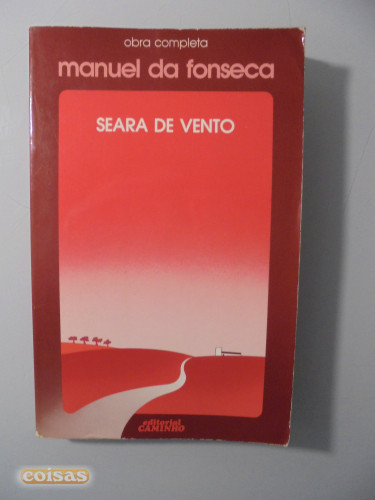 obra completa
manuel da fonseca
SEARA DE VENTO
editorial
CAMINHO
coisas